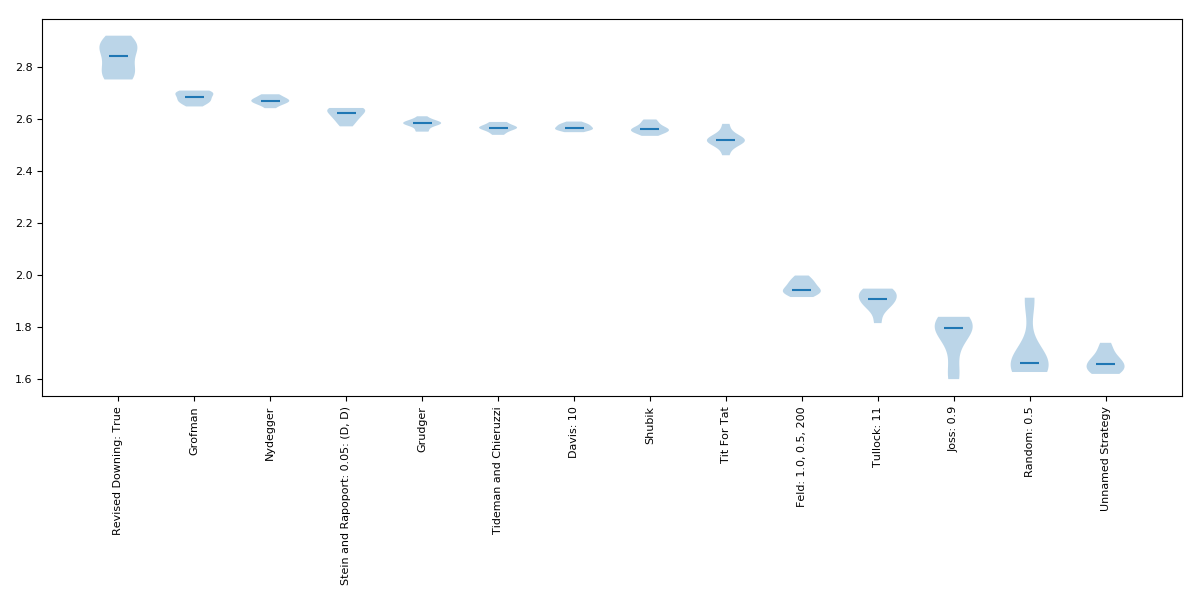 2.8
2.6
2.4
2.2
2.0
1.8
1.6
Revised Downing: True
Grofman
Nydegger
Stein and Rapoport: 0.05: (D, D)
Grudger
Tideman and Chieruzzi
Davis: 10
Shubik
Tit For Tat
Feld: 1.0, 0.5, 200
Tullock: 11
Joss: 0.9
Random: 0.5
Unnamed Strategy